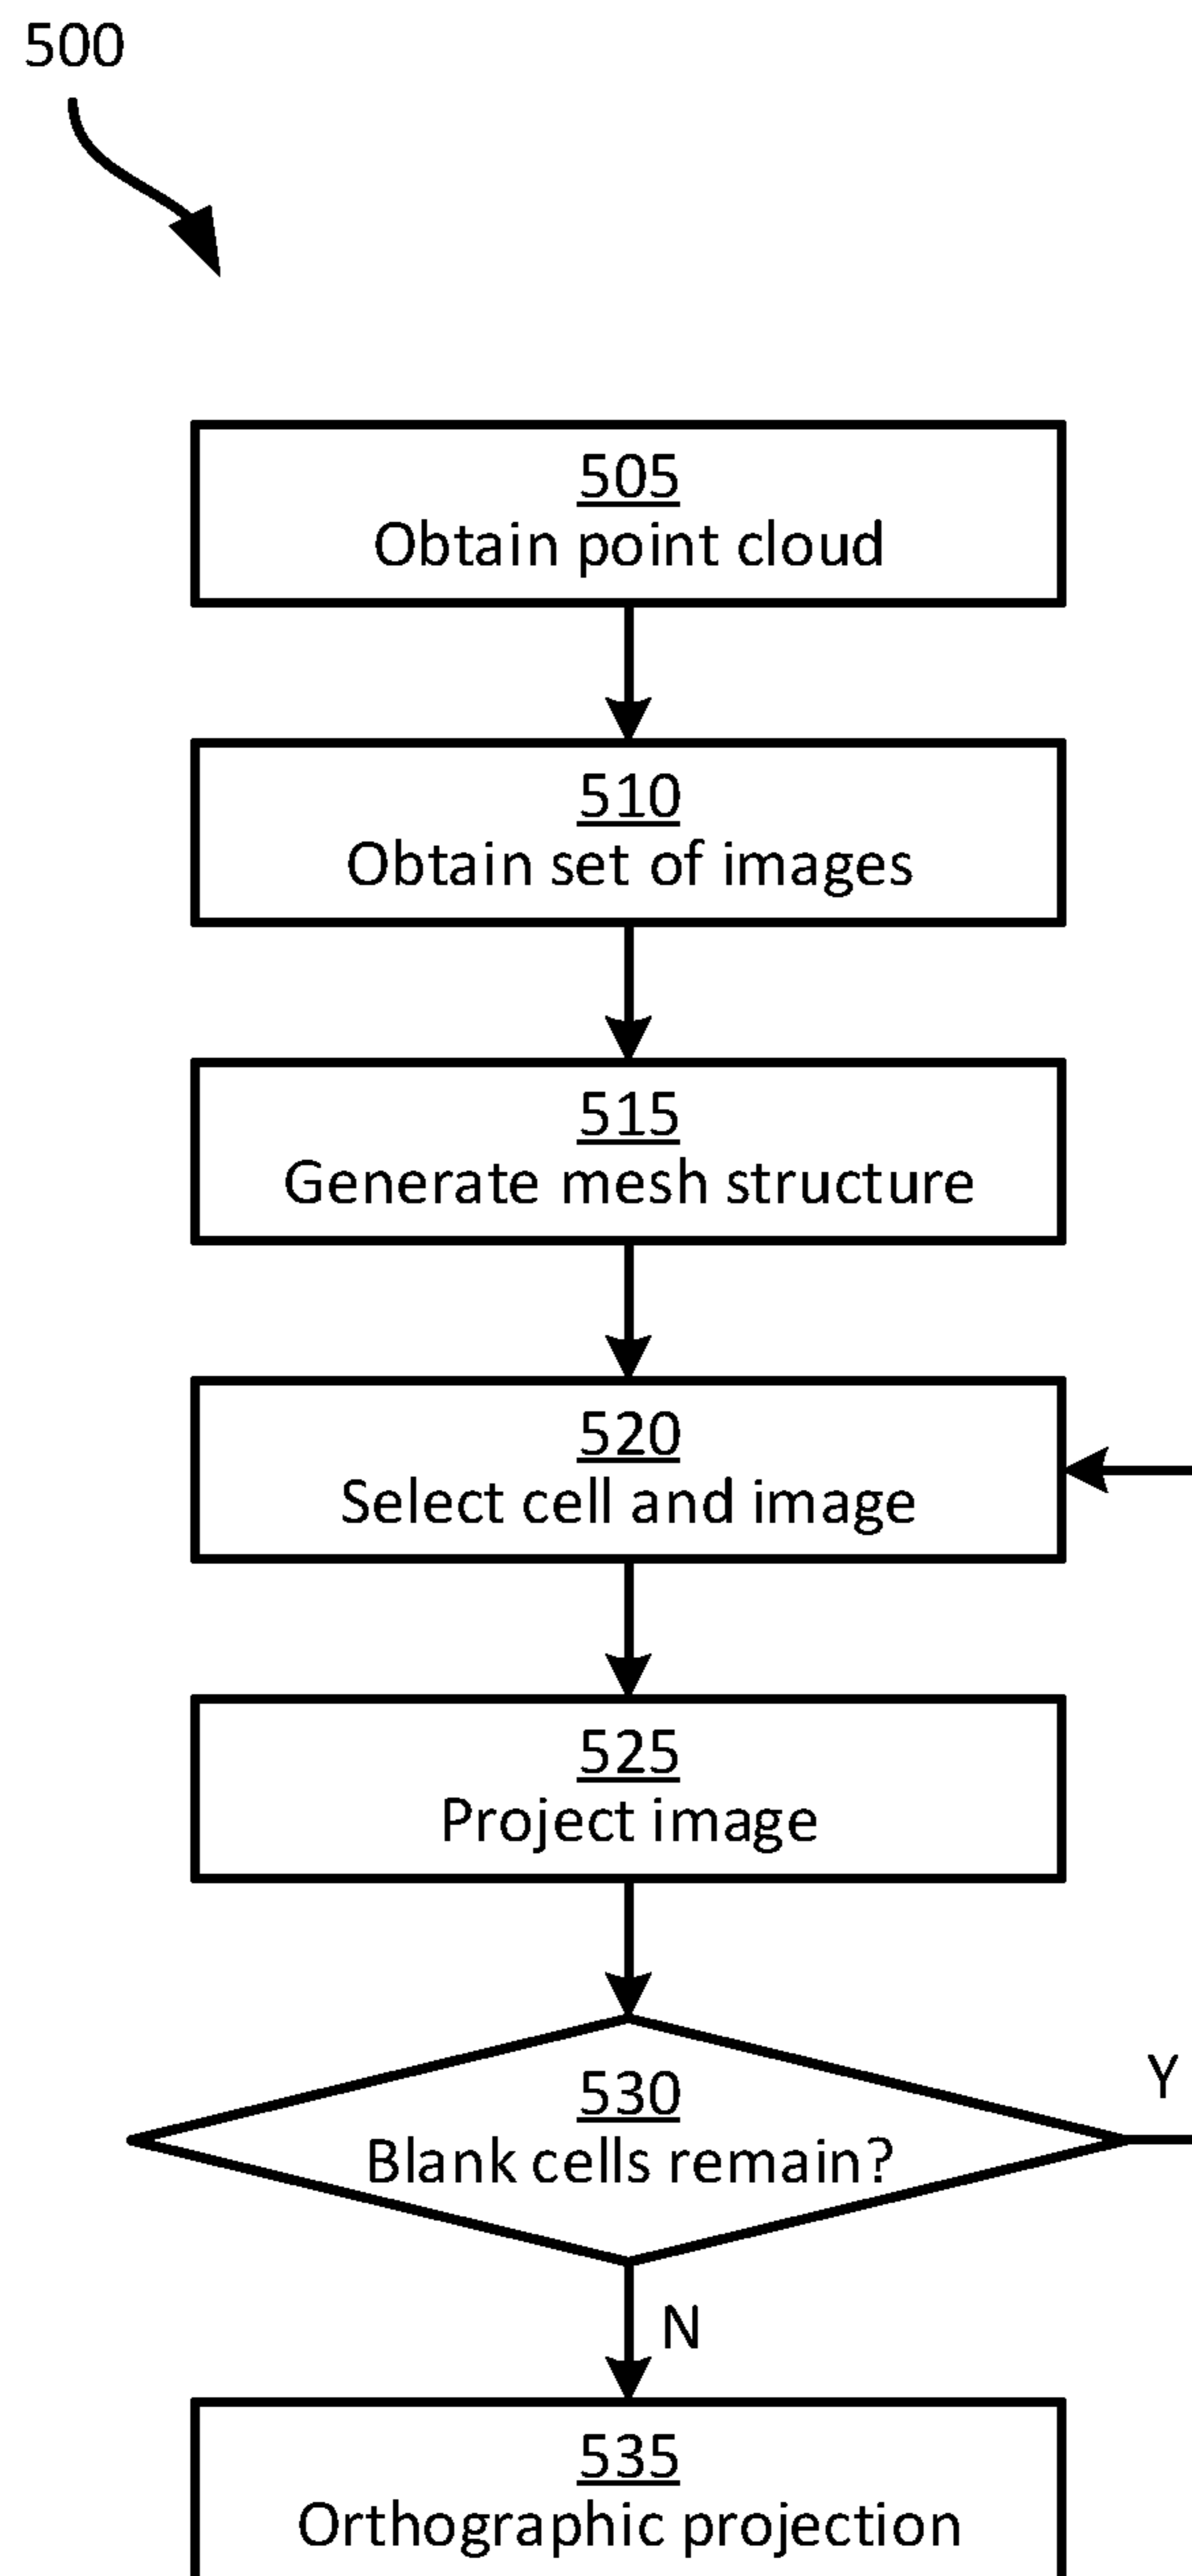 500
505
Obtain point cloud
510
Obtain set of images
515
Generate mesh structure
520
Select cell and image
525
Project image
530
Blank cells remain?
Y
N
535
Orthographic projection